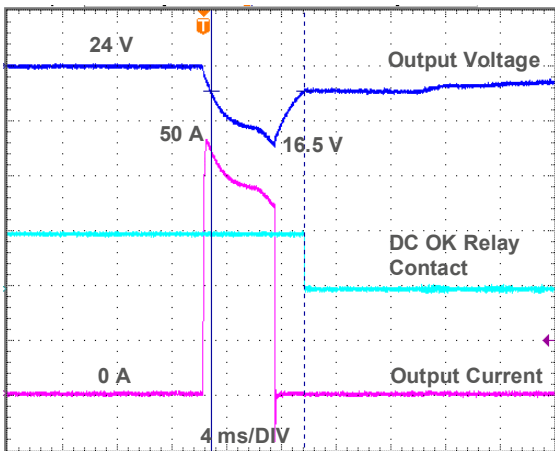 T
24 V
Output Voltage
50 A
16.5 V
DC OK Relay
Contact
0 A
Output Current
4 ms/DIV